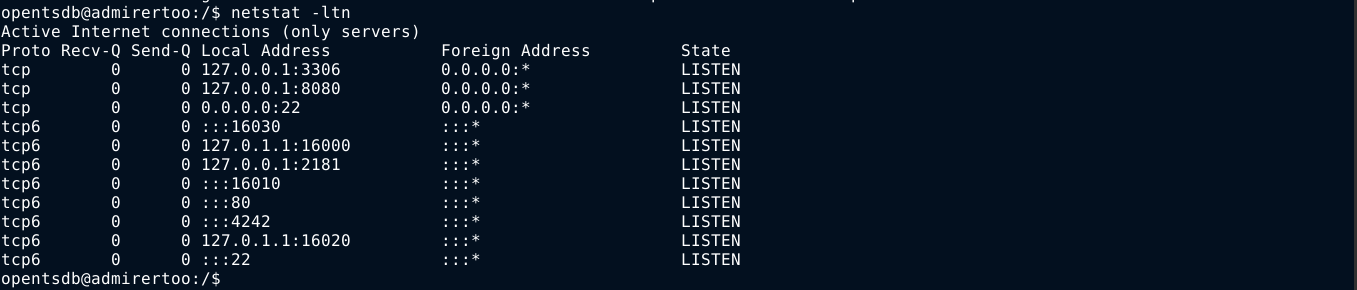 opentsdb@admirertoo:/$ netstat -ltn
Active Internet connections (only servers)
Proto Recv-Q Send-Q Local Address           Foreign Address         State
tcp        0      0 127.0.0.1:3306          0.0.0.0:*               LISTEN
tcp        0      0 127.0.0.1:8080          0.0.0.0:*               LISTEN
tcp        0      0 0.0.0.0:22              0.0.0.0:*               LISTEN
tcp6       0      0 :::16030                :::*                    LISTEN
tcp6       0      0 127.0.1.1:16000         :::*                    LISTEN
tcp6       0      0 127.0.0.1:2181          :::*                    LISTEN
tcp6       0      0 :::16010                :::*                    LISTEN
tcp6       0      0 :::80                   :::*                    LISTEN
tcp6       0      0 :::4242                 :::*                    LISTEN
tcp6       0      0 127.0.1.1:16020         :::*                    LISTEN
tcp6       0      0 :::22                   :::*                    LISTEN
opentsdb@admirertoo:/$